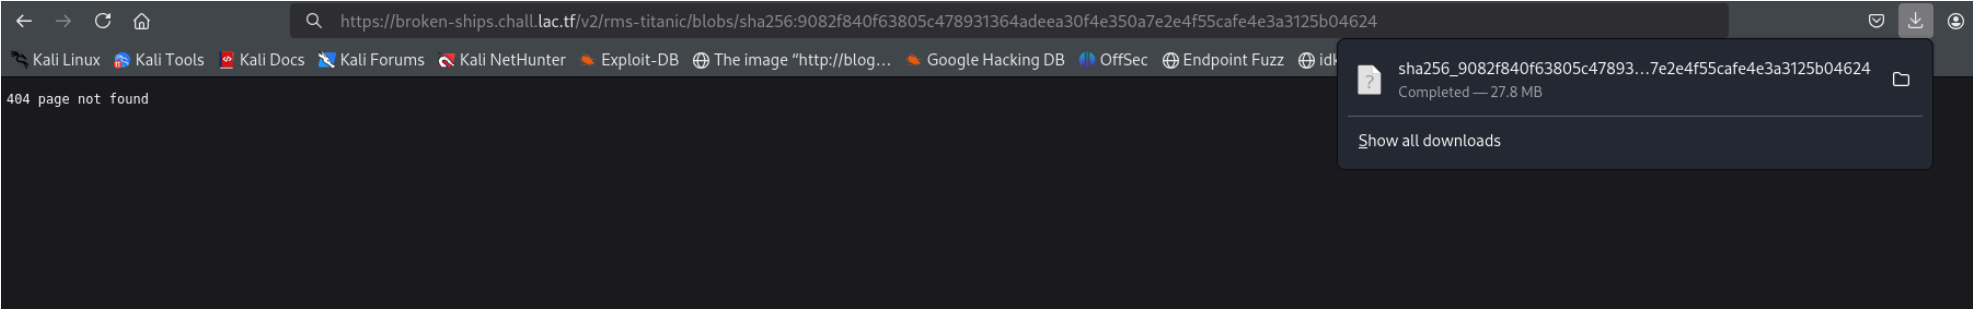 https://broken-ships.chall.lac.tf/v2/rms-titanic/blobs/sha256:9082f840f63805c478931364adeea30f4e350a7e2e4f55cafe4e3a3125b04624
Kali Linux Kali Tools Kali Docs Kali Forums Kali NetHunter Exploit-DB The image "http://blog... Google Hacking DB OffSec Endpoint Fuzz idk
sha256_9082f840f63805c47893...7e2e4f55cafe4e3a3125b04624
Completed — 27.8 MB
Show all downloads
404 page not found